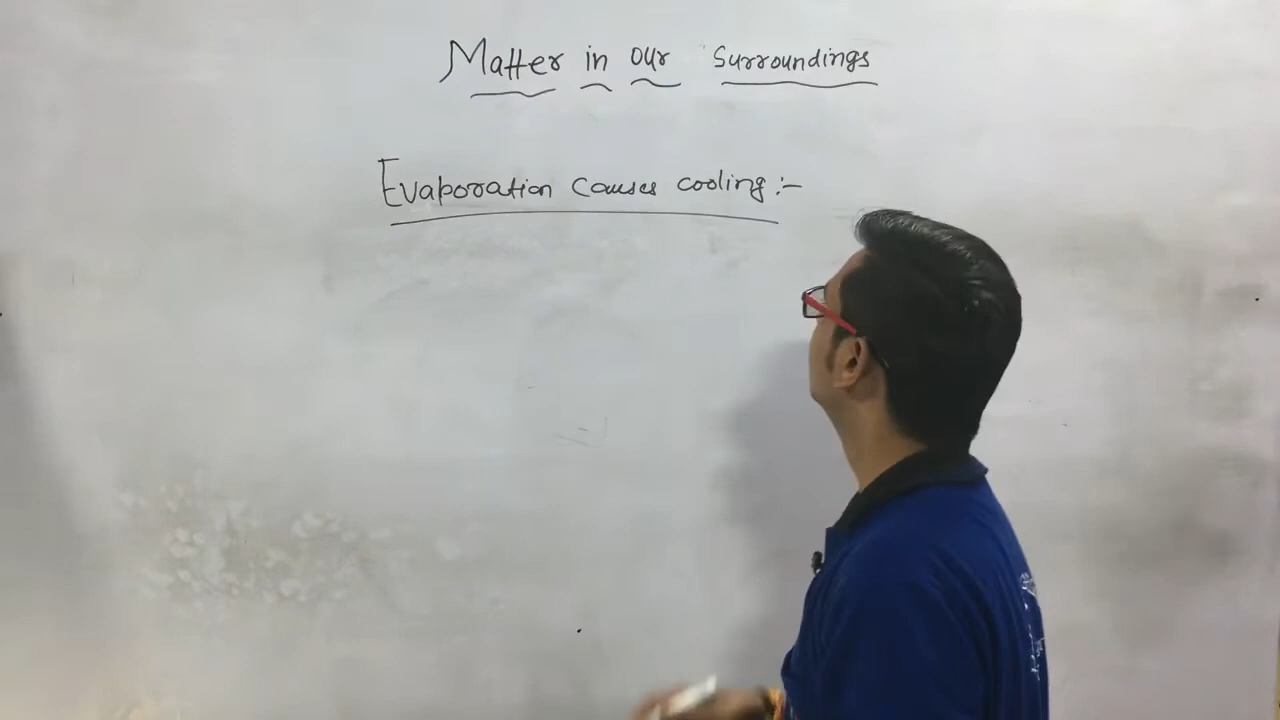 Matter in our Surroundings
Evaporation causes cooling :-